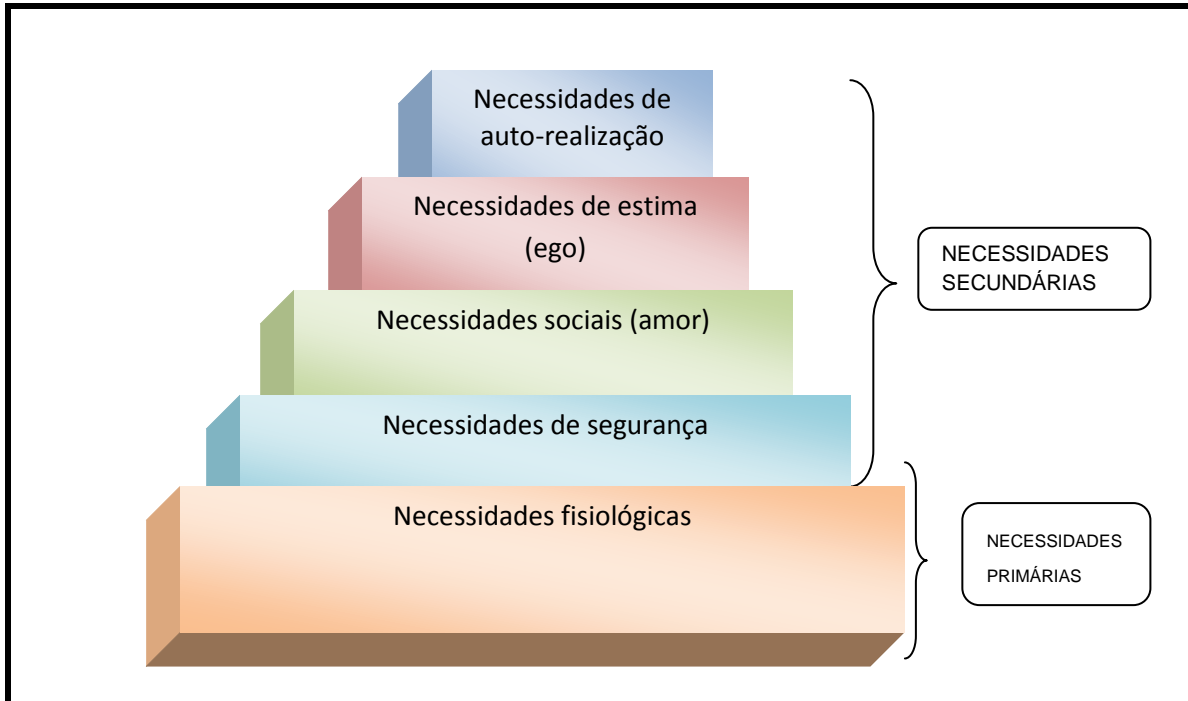 Necessidades de
auto-realização
Necessidades de estima
(ego)
Necessidades sociais (amor)
Necessidades de segurança
Necessidades fisiológicas
NECESSIDADES
SECUNDÁRIAS
NECESSIDADES
PRIMÁRIAS